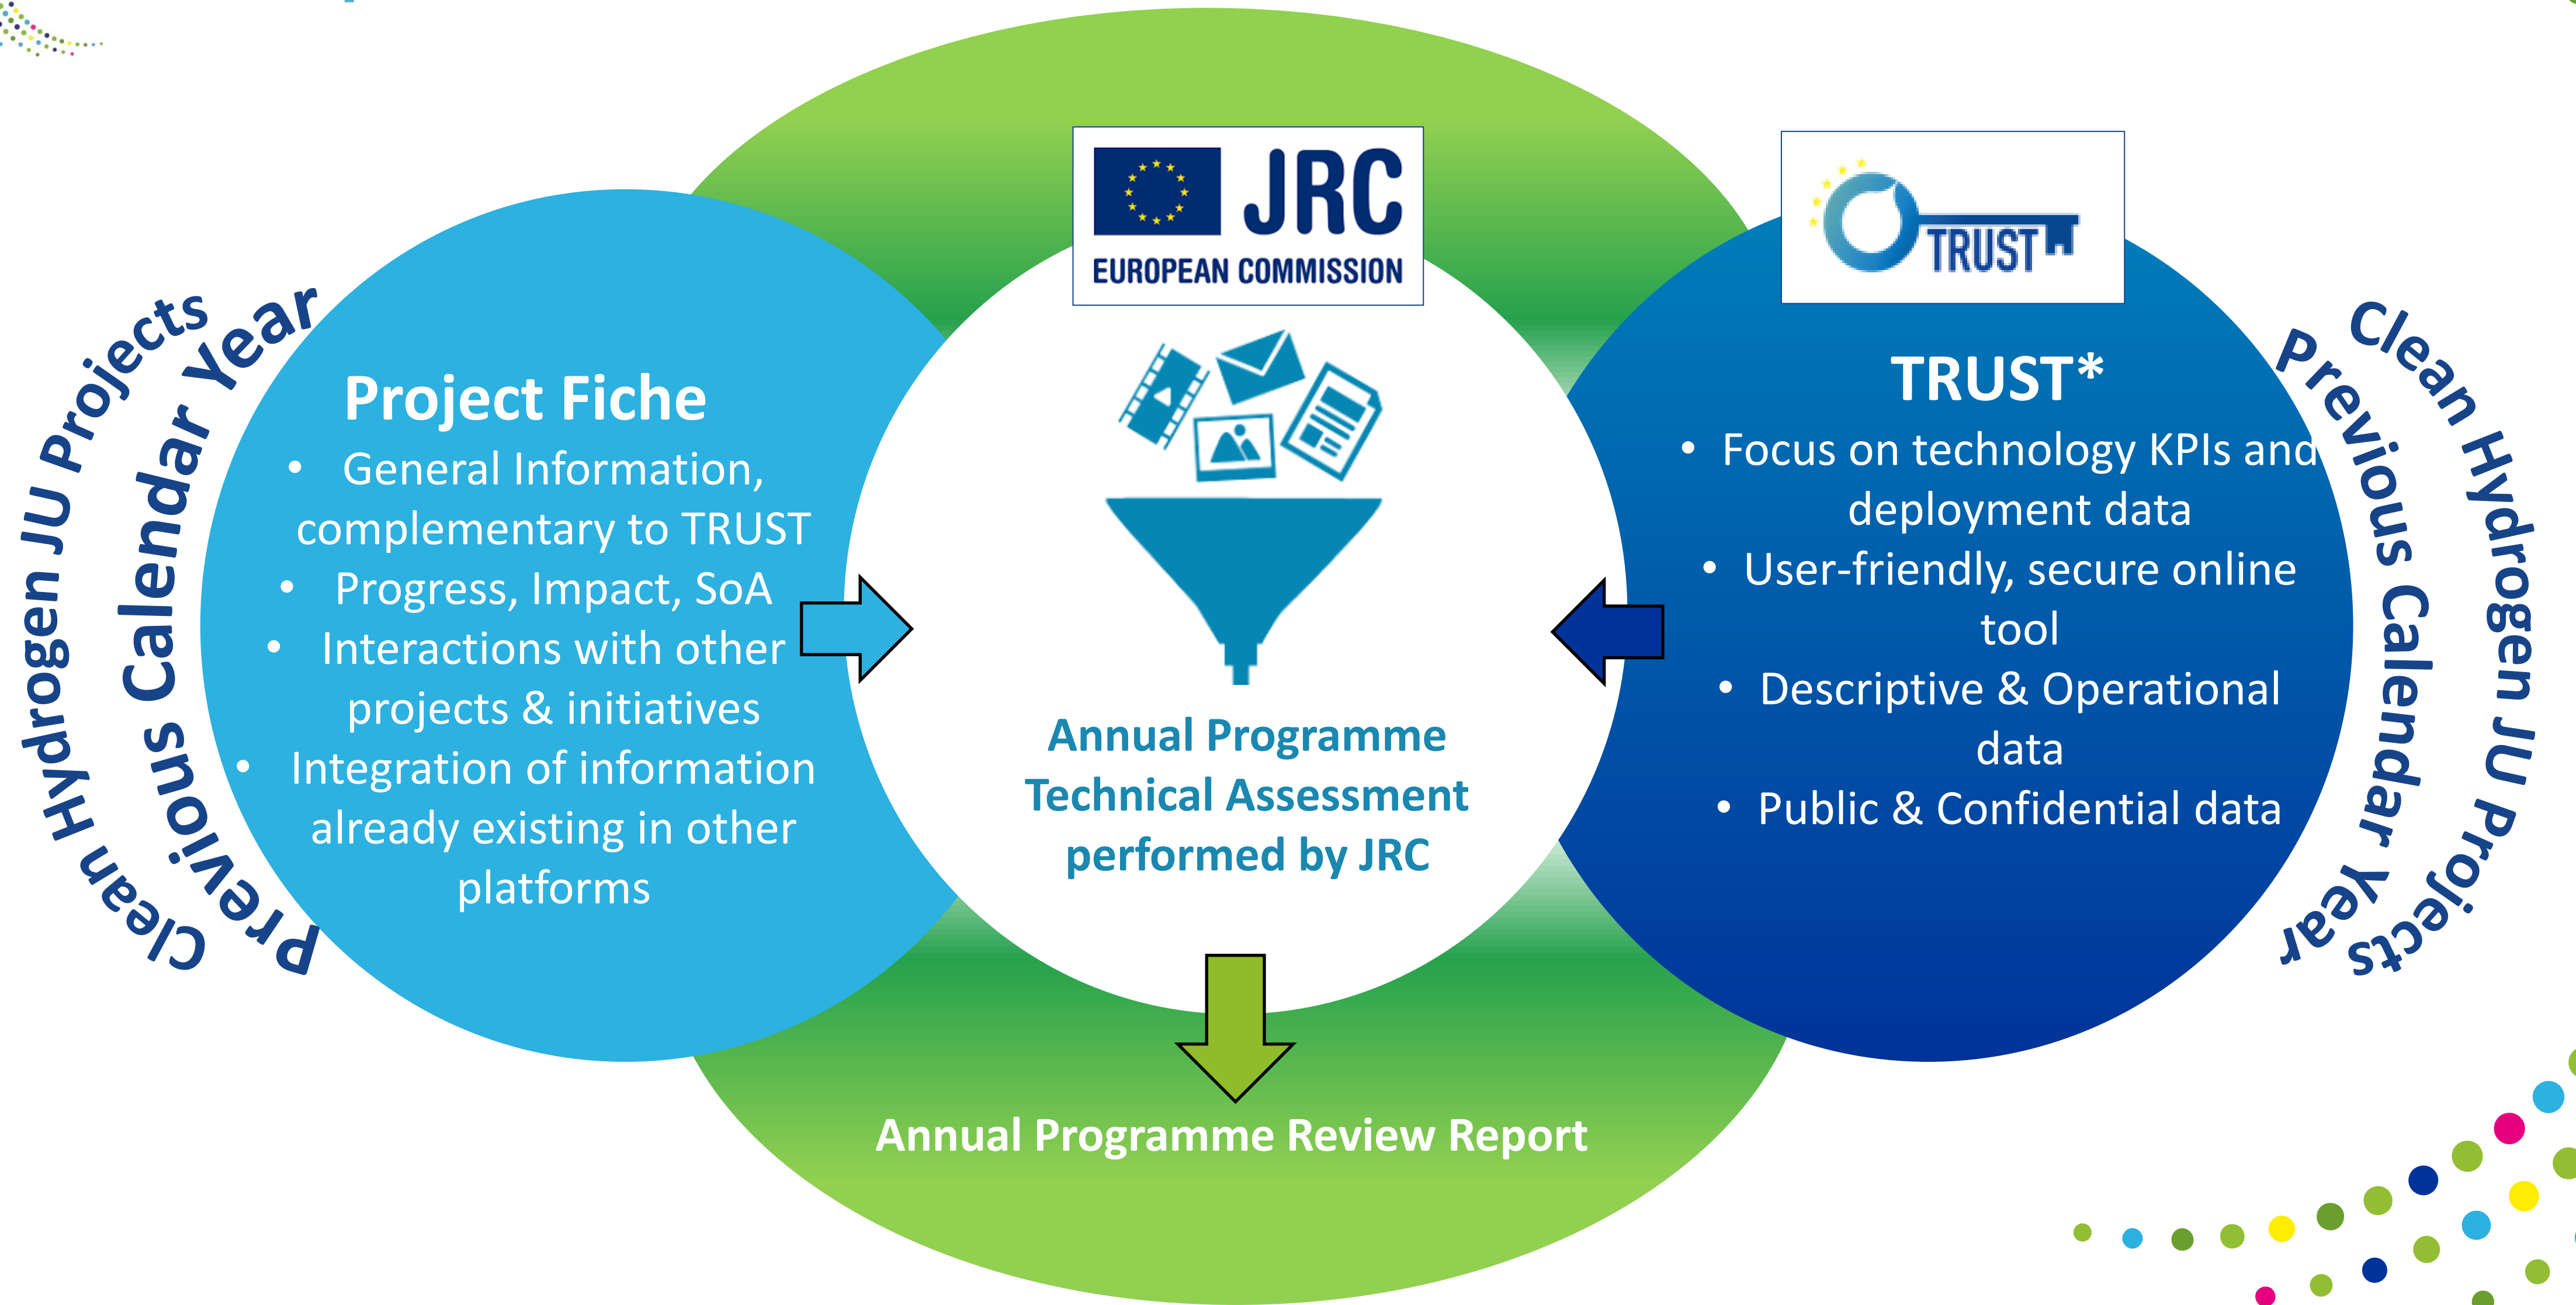 Clean Hydrogen JU Projects
Previous Calendar Year
Project Fiche
• General Information,
complementary to TRUST
• Progress, Impact, SoA
• Interactions with other
projects & initiatives
• Integration of information
already existing in other
platforms
JRC
EUROPEAN COMMISSION
Annual Programme
Technical Assessment
performed by JRC
Annual Programme Review Report
TRUST
TRUST*
• Focus on technology KPIs and
deployment data
• User-friendly, secure online
tool
• Descriptive & Operational
data
• Public & Confidential data
Previous Calendar Year
Clean Hydrogen JU Projects